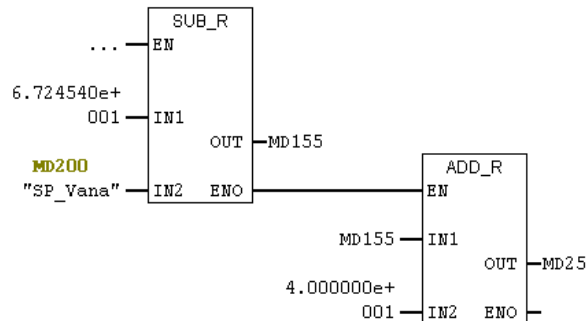 SUB_R
... EN
6.724540e+
001 IN1
OUT MD155
MD200
"SP_Vana" IN2 ENO
ADD_R
EN
MD155 IN1
OUT MD25
4.000000e+
001 IN2 ENO